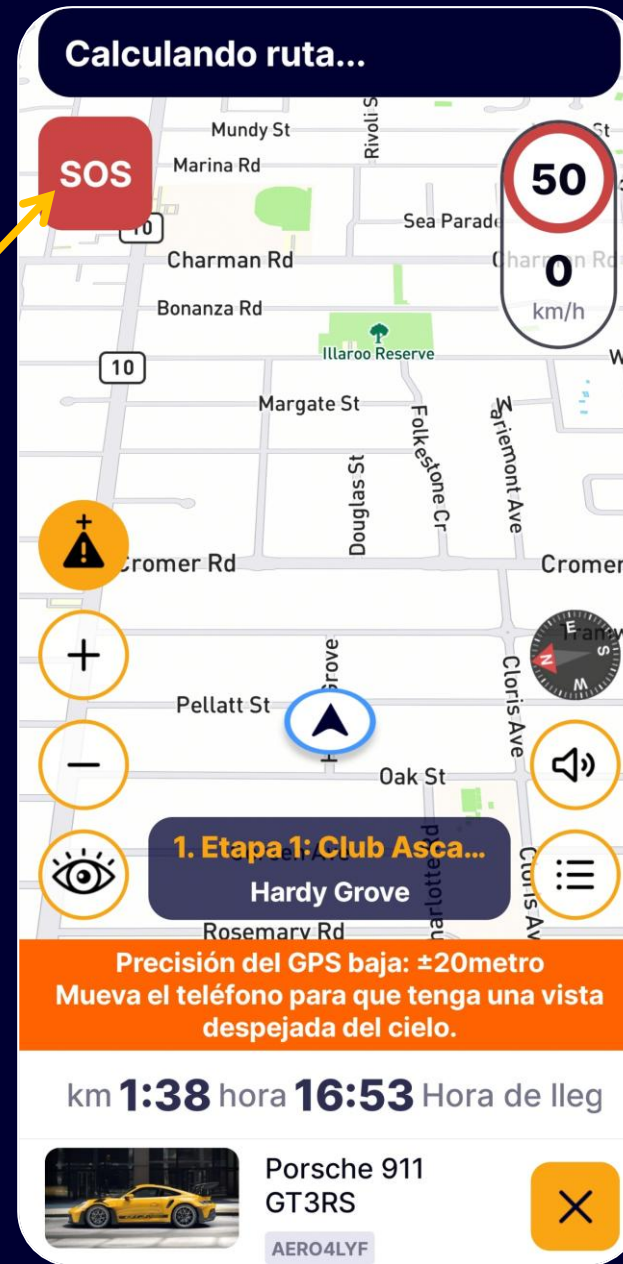 Calculando ruta...
Mundy St
Rivoli S
St
SOS
Marina Rd
50
10
Sea Parade
Charman Rd
0
km/h
Bonanza Rd
Illaroo Reserve
10
Margate St
Folkestone Cr
Mariemont Ave
Douglas St
+
Cromer Rd
Cromer
E
S
N
W
+
Grove
Cloris Ave
Pellatt St
−
Oak St
1. Etapa 1: Club Asca...
Hardy Grove
Cloris Av
Rosemary Rd
Precisión del GPS baja: ±20metro
Mueva el teléfono para que tenga una vista
despejada del cielo.
km 1:38 hora 16:53 Hora de lleg
Porsche 911
GT3RS
AERO4LYF